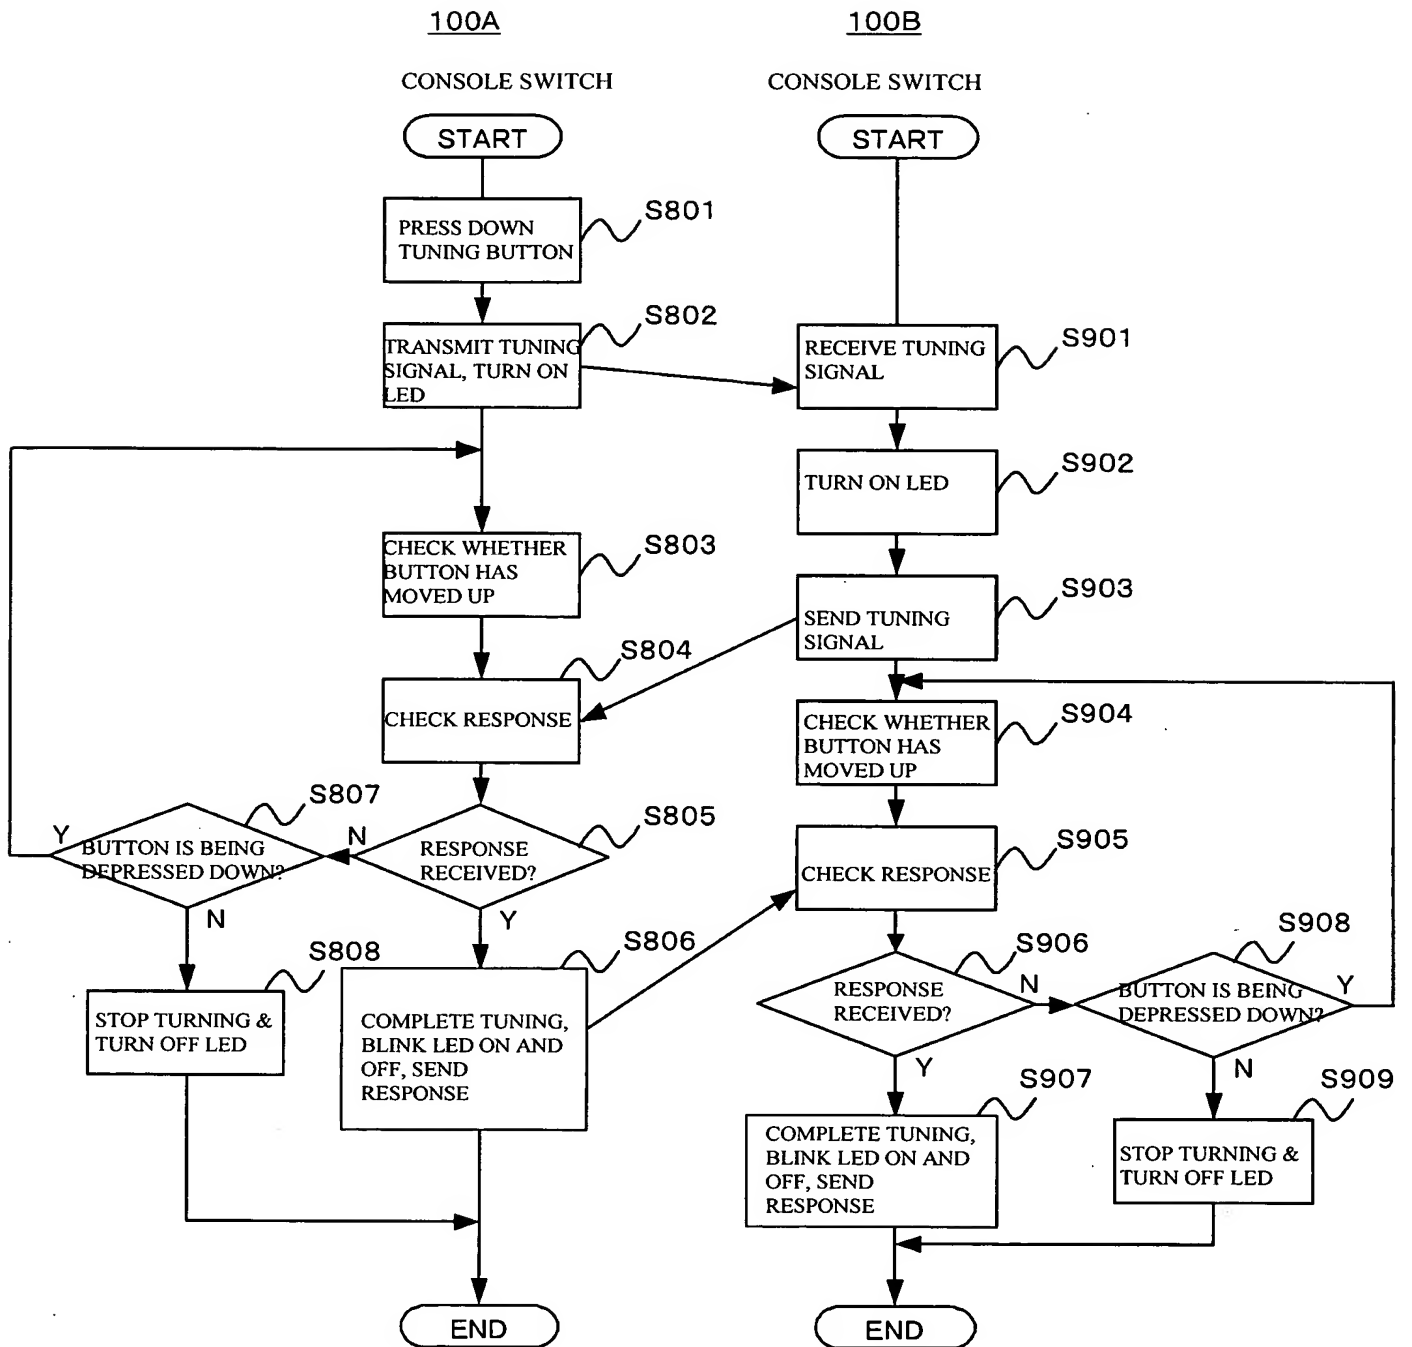 100A
CONSOLE SWITCH
START
PRESS DOWN
TUNING BUTTON
S801
TRANSMIT TUNING
SIGNAL, TURN ON
LED
S802
CHECK WHETHER
BUTTON HAS
MOVED UP
S803
CHECK RESPONSE
S804
RESPONSE
RECEIVED?
S805
N
Y
BUTTON IS BEING
DEPRESSED DOWN?
S807
Y
N
STOP TURNING &
TURN OFF LED
S808
COMPLETE TUNING,
BLINK LED ON AND
OFF, SEND
RESPONSE
S806
END
100B
CONSOLE SWITCH
START
RECEIVE TUNING
SIGNAL
S901
TURN ON LED
S902
SEND TUNING
SIGNAL
S903
CHECK WHETHER
BUTTON HAS
MOVED UP
S904
CHECK RESPONSE
S905
RESPONSE
RECEIVED?
S906
N
Y
BUTTON IS BEING
DEPRESSED DOWN?
S908
Y
N
COMPLETE TUNING,
BLINK LED ON AND
OFF, SEND
RESPONSE
S907
STOP TURNING &
TURN OFF LED
S909
END